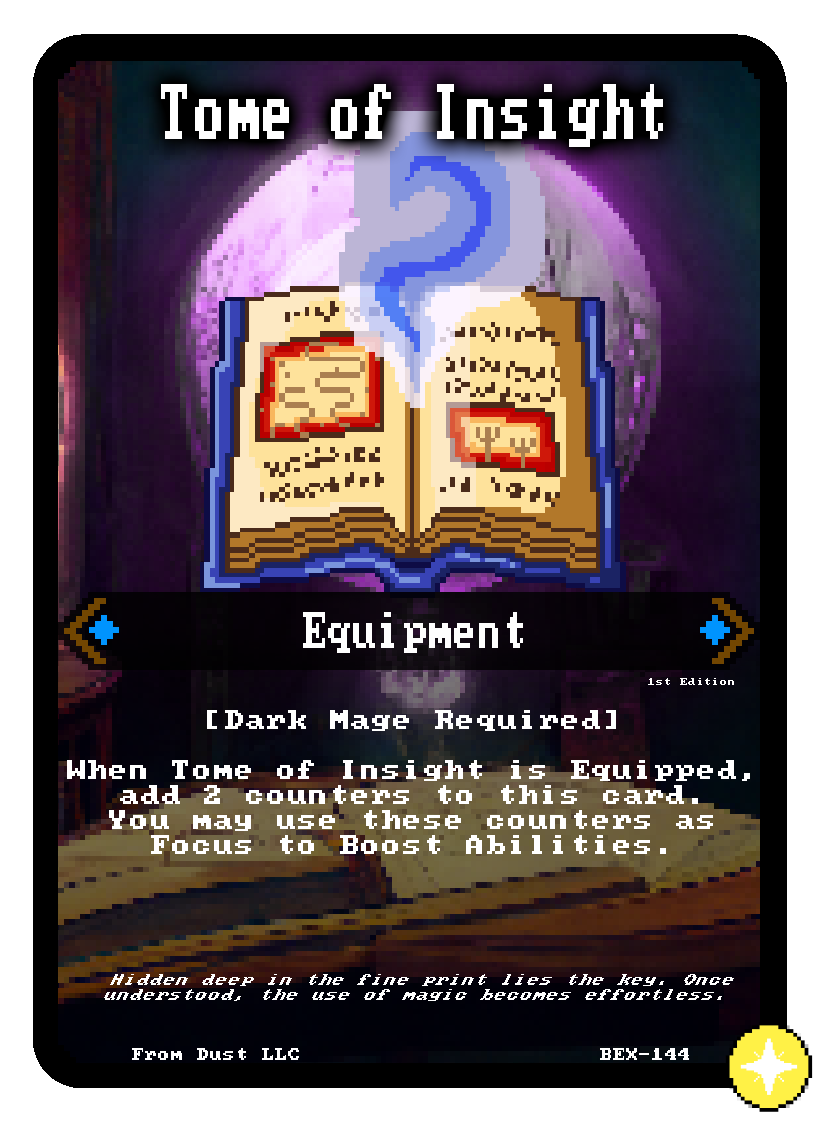 Tome of Insight
Equipment
1st Edition
[Dark Mage Required]
When Tome of Insight is Equipped,
add 2 counters to this card.
You may use these counters as
Focus to Boost Abilities.
Hidden deep in the fine print lies the key. Once
understood, the use of magic becomes effortless.
From Dust LLC
BEX-144